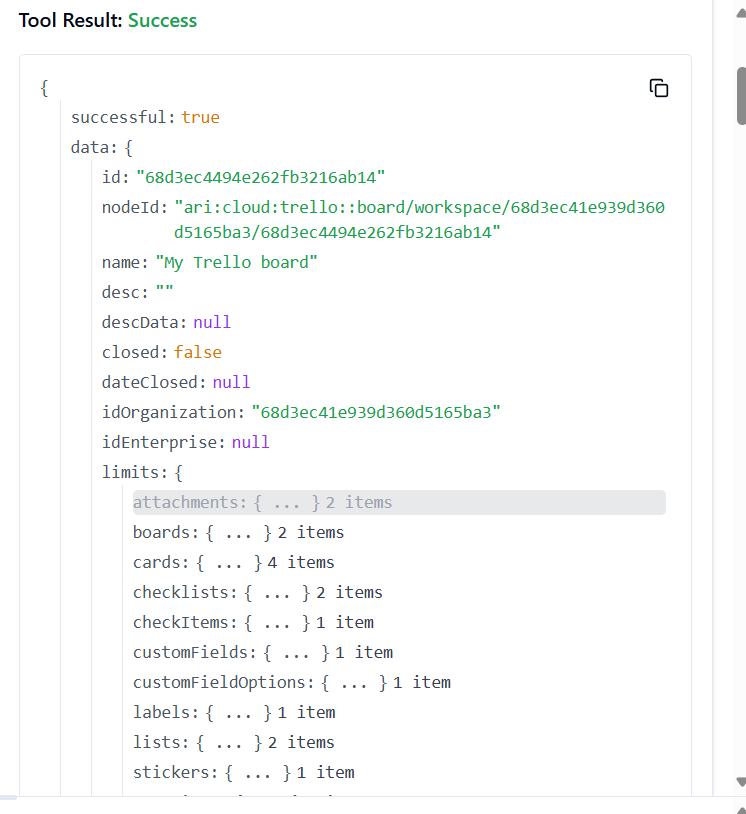 Tool Result: Success
{
successful: true
data: {
id: "68d3ec4494e262fb3216ab14"
nodeId: "ari:cloud:trello::board/workspace/68d3ec41e939d360
d5165ba3/68d3ec4494e262fb3216ab14"
name: "My Trello board"
desc: ""
descData: null
closed: false
dateClosed: null
idOrganization: "68d3ec41e939d360d5165ba3"
idEnterprise: null
limits: {
attachments: { ... } 2 items
boards: { ... } 2 items
cards: { ... } 4 items
checklists: { ... } 2 items
checkItems: { ... } 1 item
customFields: { ... } 1 item
customFieldOptions: { ... } 1 item
labels: { ... } 1 item
lists: { ... } 2 items
stickers: { ... } 1 item